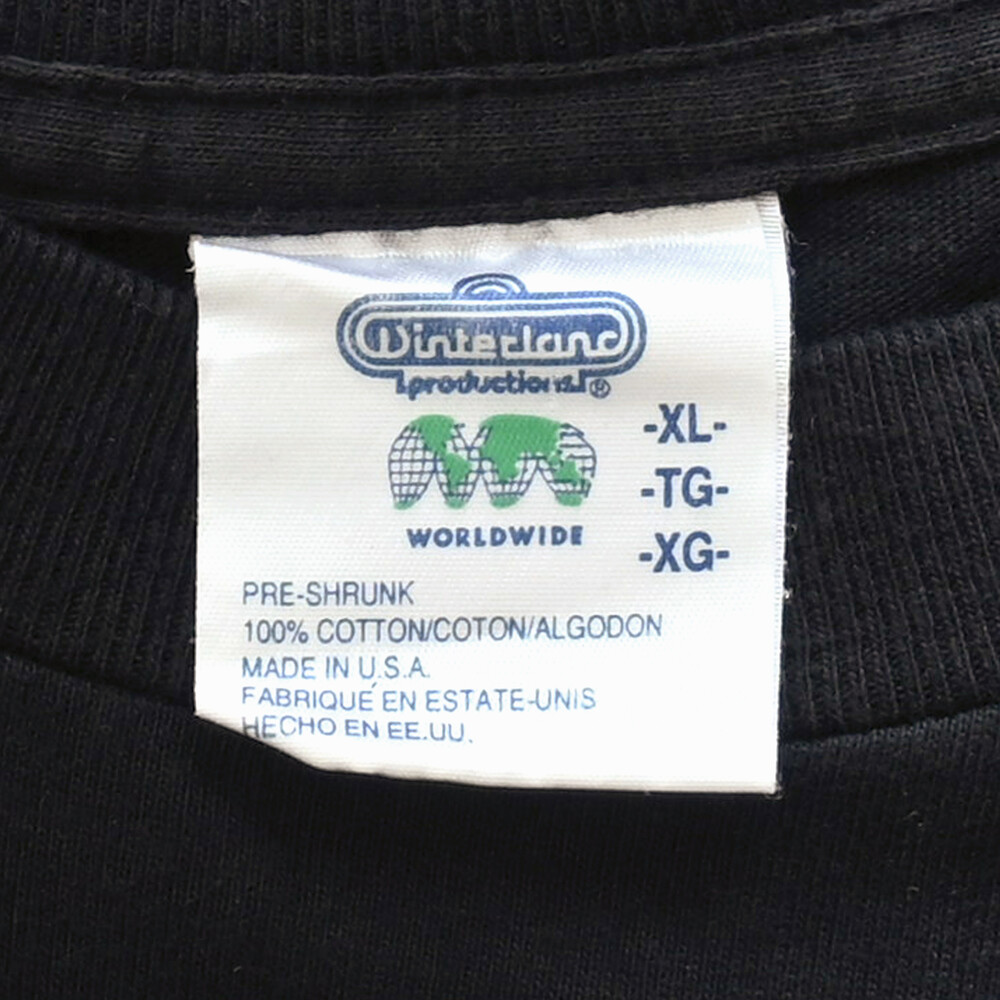 Winterland
productions®
-XL-
-TG-
WORLDWIDE
-XG-
PRE-SHRUNK
100% COTTON/COTON/ALGODON
MADE IN U.S.A.
FABRIQUÉ EN ESTATE-UNIS
HECHO EN EE.UU.